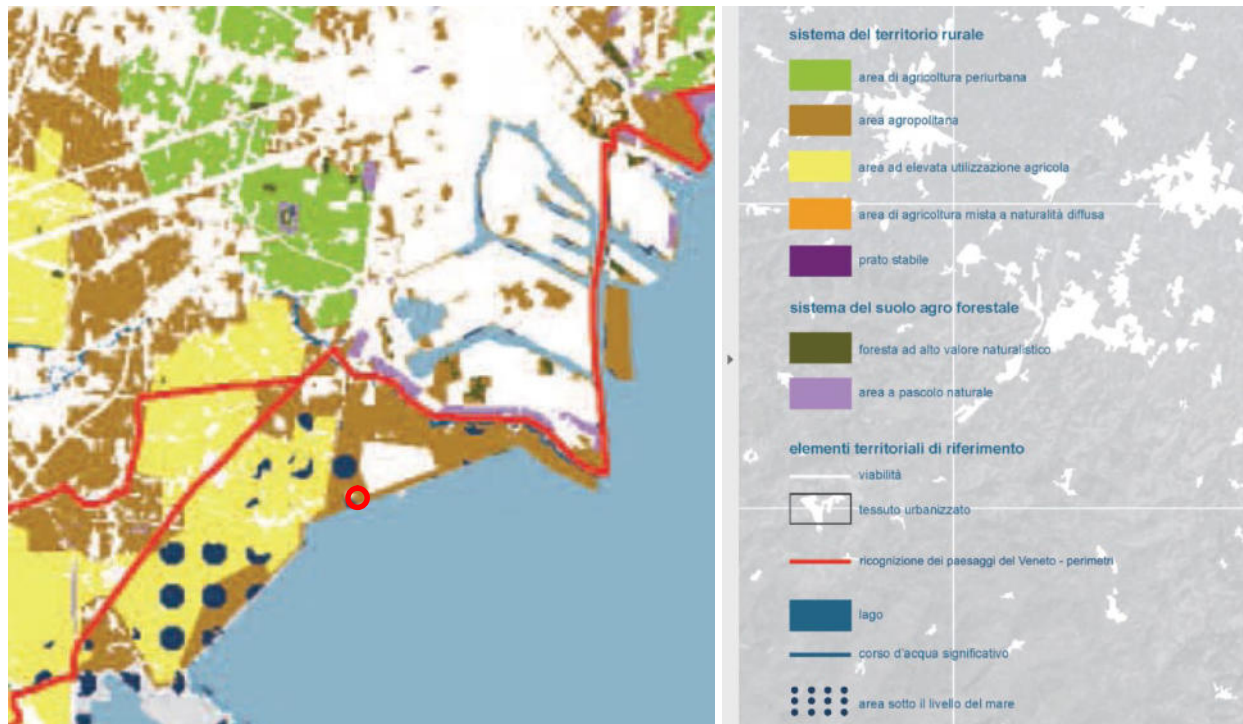 sistema del territorio rurale
area di agricoltura periurbana
area agropolitana
area ad elevata utilizzazione agricola
area di agricoltura mista a naturalità diffusa
prato stabile
sistema del suolo agro forestale
foresta ad alto valore naturalistico
area a pascolo naturale
elementi territoriali di riferimento
viabilità
tessuto urbanizzato
ricognizione dei paesaggi del Veneto - perimetri
lago
corso d'acqua significativo
area sotto il livello del mare